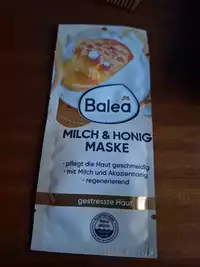 Balea
MILCH & HONIG
MASKE
· pflegt die Haut geschmeidig
· mit Milch und Akazienhonig
· regenerierend
gestresste Haut